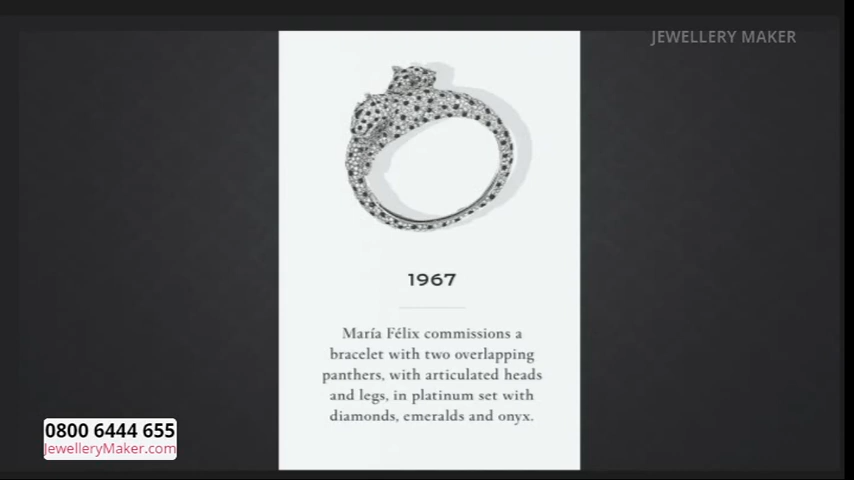 JEWELLERY MAKER
1967
María Félix commissions a
bracelet with two overlapping
panthers, with articulated heads
and legs, in platinum set with
diamonds, emeralds and onyx.
0800 6444 655
JewelleryMaker.com